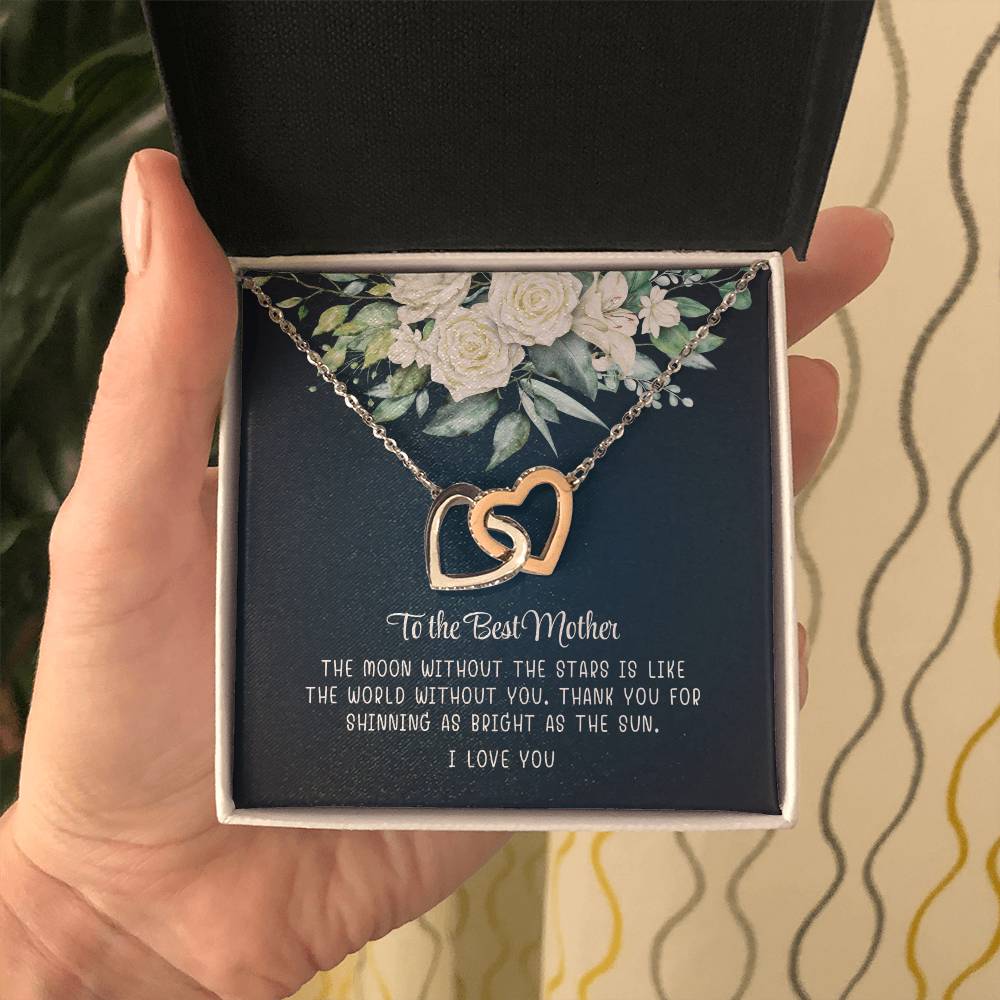 To the Best Mother
THE MOON WITHOUT THE STARS IS LIKE
THE WORLD WITHOUT YOU. THANK YOU FOR
SHINNING AS BRIGHT AS THE SUN.
I LOVE YOU